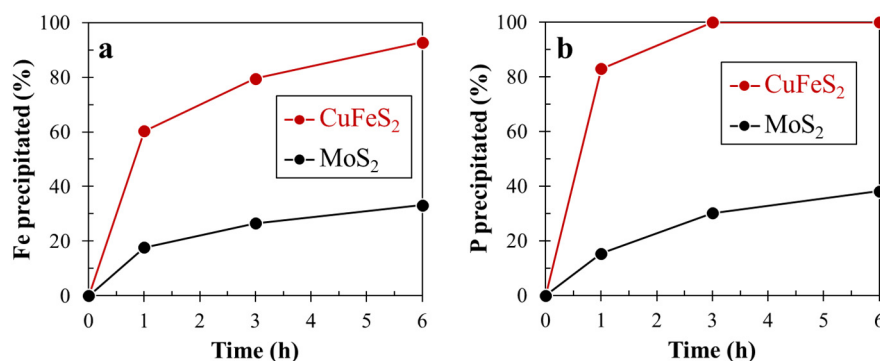 100
80
60
40
20
0
Fe precipitated (%)
a
CuFeS2
MoS2
0 1 3 2 4 5 6
Time (h)
100
80
60
40
20
0
P precipitated (%)
b
CuFeS2
MoS2
0 1 2 3 4 5 6
Time (h)